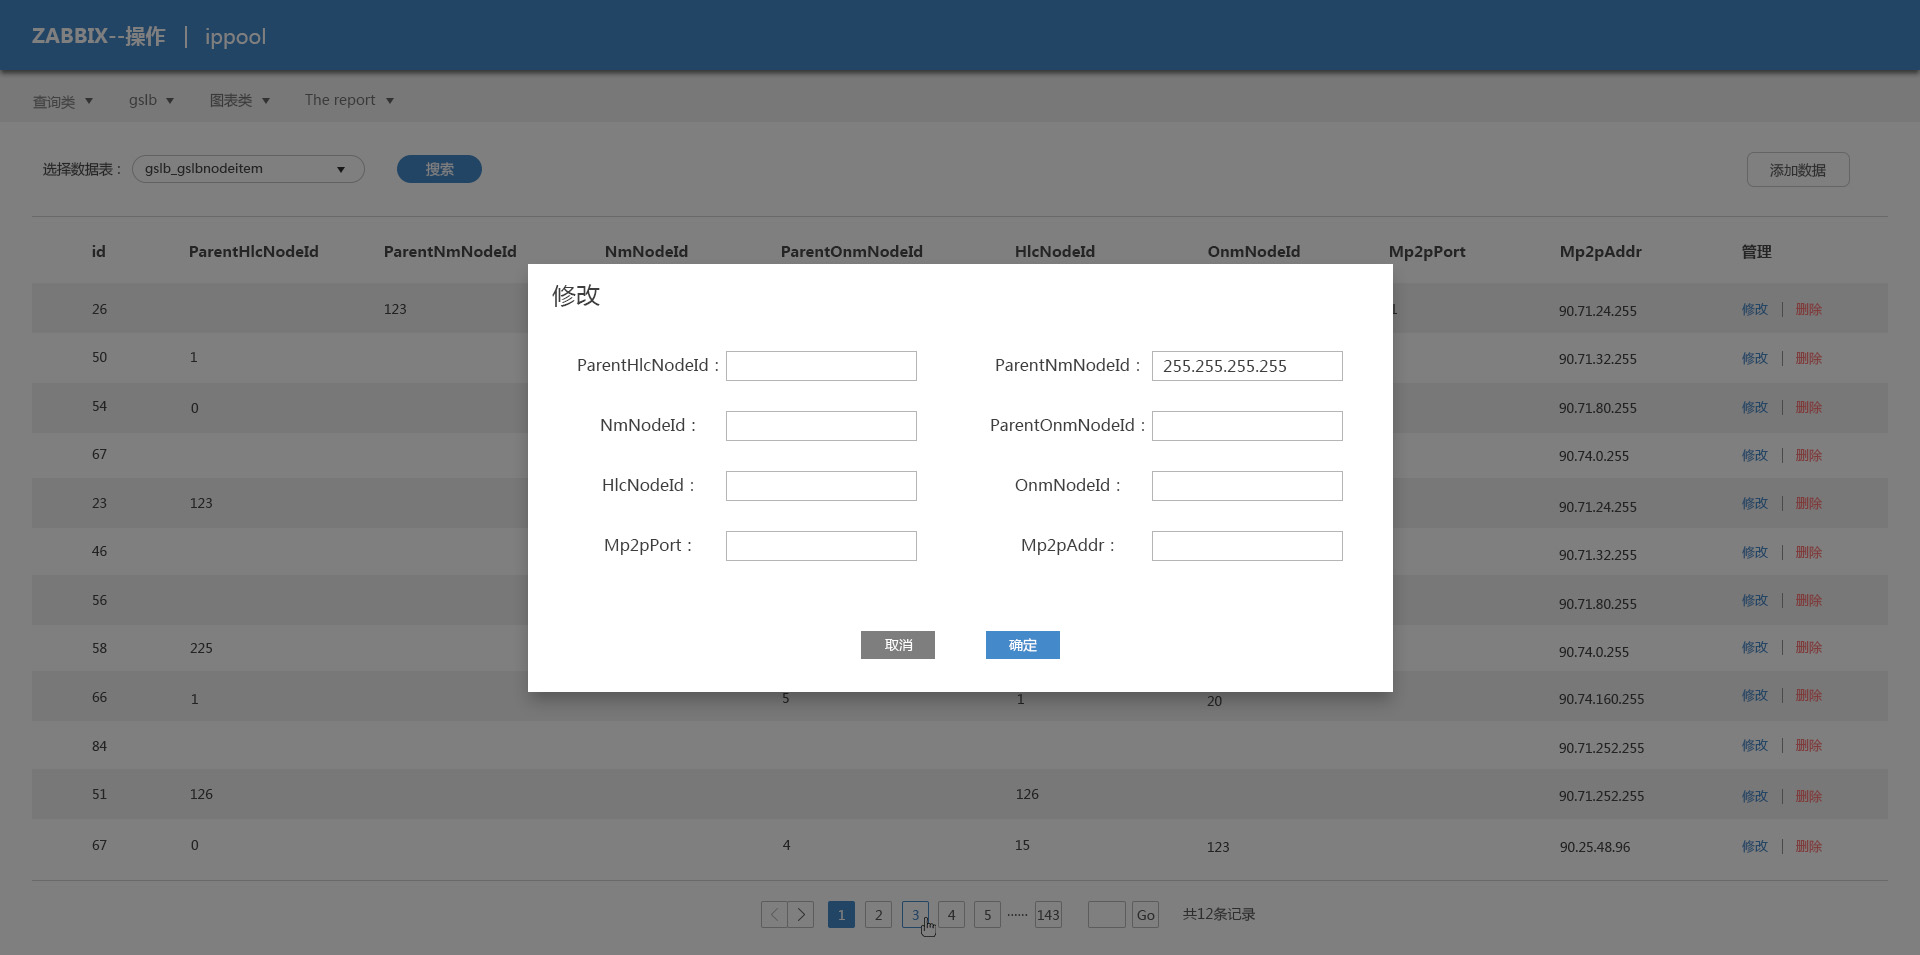 ZABBIX--操作 | ippool
查询类 gslb 图表类 The report
选择数据表： gslb_gslbnodeitem 搜索 添加数据
id ParentHlcNodeId ParentNmNodeId NmNodeId ParentOnmNodeId HlcNodeId OnmNodeId Mp2pPort Mp2pAddr 管理
26 123 1 90.71.24.255 修改 | 删除
50 1 90.71.32.255 修改 | 删除
54 0 90.71.80.255 修改 | 删除
67 90.74.0.255 修改 | 删除
23 123 90.71.24.255 修改 | 删除
46 90.71.32.255 修改 | 删除
56 90.71.80.255 修改 | 删除
58 225 90.74.0.255 修改 | 删除
66 1 5 1 20 90.74.160.255 修改 | 删除
84 90.71.252.255 修改 | 删除
51 126 126 90.71.252.255 修改 | 删除
67 0 4 15 123 90.25.48.96 修改 | 删除
修改
ParentHlcNodeId： ParentNmNodeId： 255.255.255.255
NmNodeId： ParentOnmNodeId：
HlcNodeId： OnmNodeId：
Mp2pPort： Mp2pAddr：
取消 确定
< > 1 2 3 4 5 ······ 143 Go 共12条记录